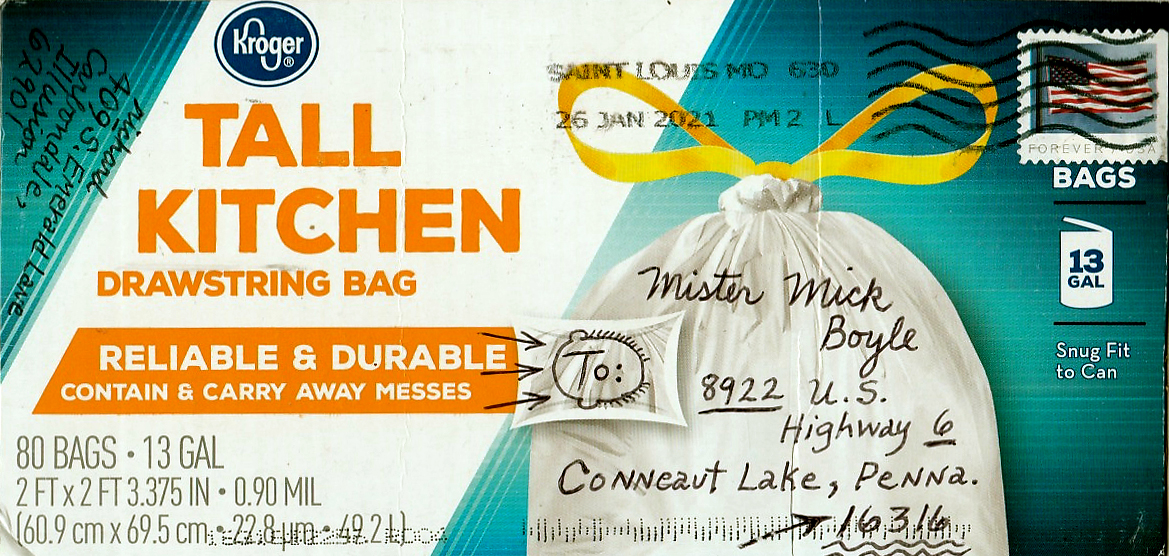 Kröger
®
TALL
KITCHEN
DRAWSTRING BAG
RELIABLE & DURABLE
CONTAIN & CARRY AWAY MESSES
80 BAGS • 13 GAL
2 FT x 2 FT 3.375 IN • 0.90 MIL
(60.9 cm x 69.5 cm • 22.8 µm • 49.2 L)
409 S. Emerald Lane
Carbondale,
Illusion
62901
SAINT LOUIS MO 630
26 JAN 2021 PM 2 L
FOREVER USA
BAGS
13
GAL
Snug Fit
to Can
To:
Mister Mick
Boyle
8922 U.S.
Highway 6
Conneaut Lake, Penna.
16316